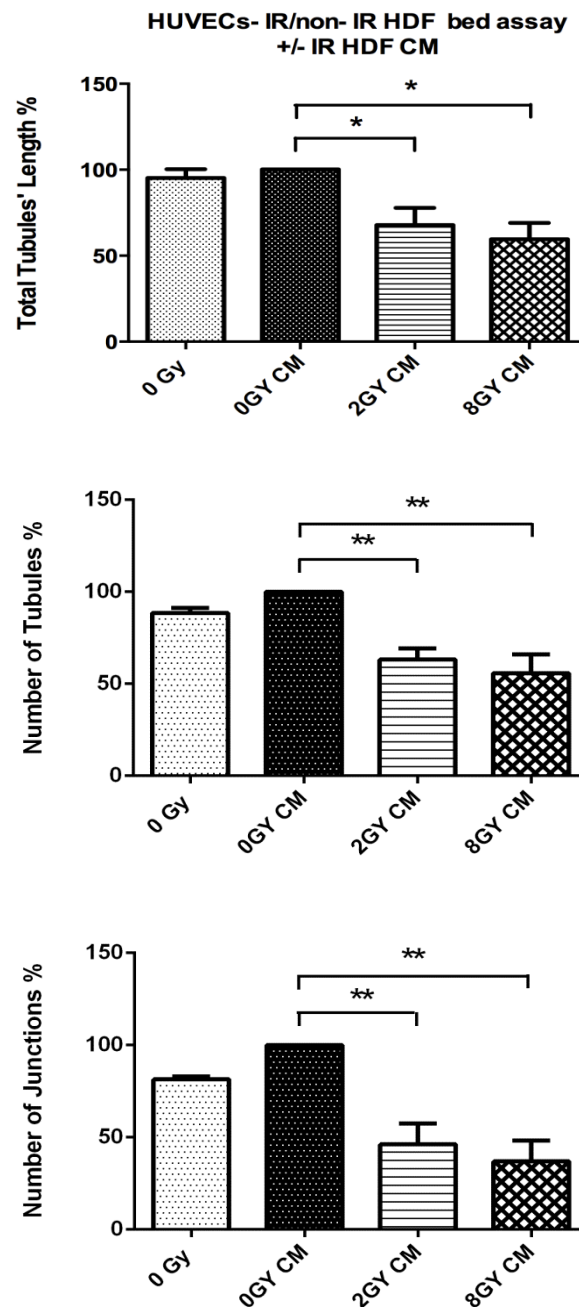 HUVECs- IR/non- IR HDF bed assay
+/- IR HDF CM
Total Tubules' Length %
150
100
50
0
*
*
0 Gy
0GY CM
2GY CM
8GY CM
Number of Tubules %
150
100
50
0
**
**
0 Gy
0GY CM
2GY CM
8GY CM
Number of Junctions %
150
100
50
0
**
**
0 Gy
0GY CM
2GY CM
8GY CM